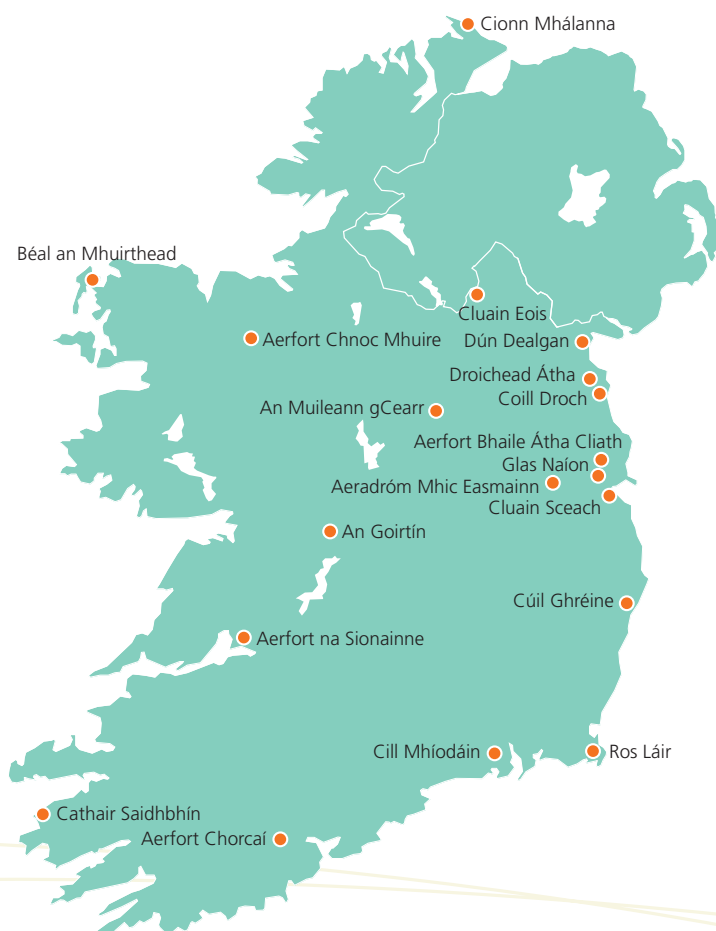 Cionn Mhálanna
Béal an Mhuirthead
Cluain Eois
Aerfort Chnoc Mhuire
Dún Dealgan
Droichead Átha
Coill Droch
An Muileann gCearr
Aerfort Bhaile Átha Cliath
Glas Naíon
Aeradróm Mhic Easmainn
Cluain Sceach
An Goirtín
Cúil Ghréine
Aerfort na Sionainne
Cill Mhíodáin
Ros Láir
Cathair Saidhbhín
Aerfort Chorcaí